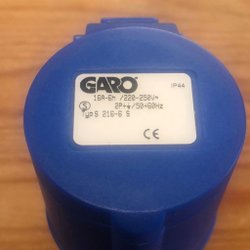 GARO IP44
16A-6h /220-250V~
S 2P+⏚/50+60Hz
Typ S 216-6 S
CE